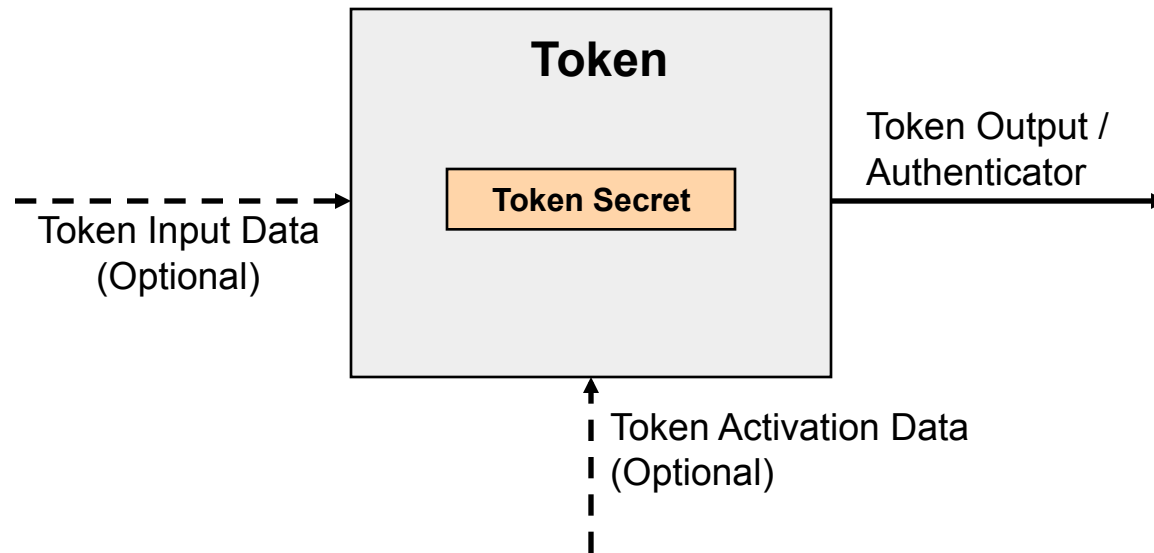 Token
Token Output /
Authenticator
Token Secret
Token Input Data
(Optional)
Token Activation Data
(Optional)